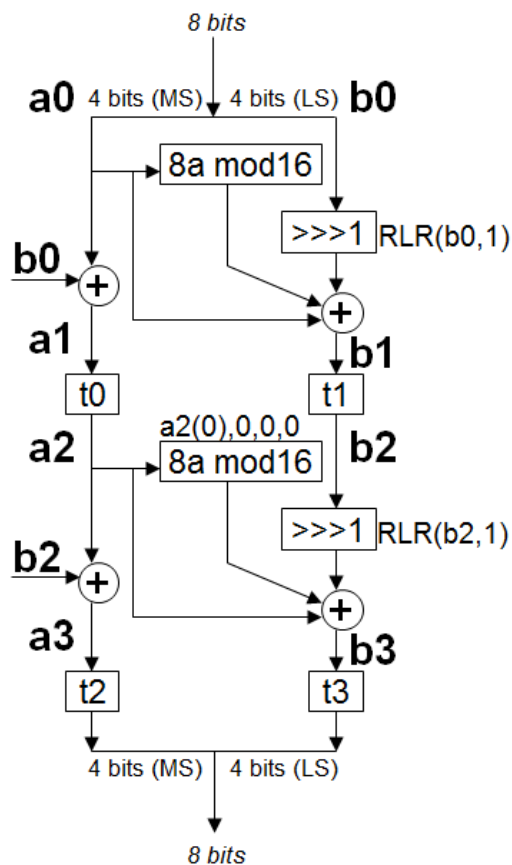 8 bits
a0 4 bits (MS) 4 bits (LS) b0
8a mod16
>>>1 RLR(b0,1)
b0
+
+
a1
b1
t0
t1
a2(0),0,0,0
a2
8a mod16
b2
>>>1 RLR(b2,1)
b2
+
+
a3
b3
t2
t3
4 bits (MS) 4 bits (LS)
8 bits